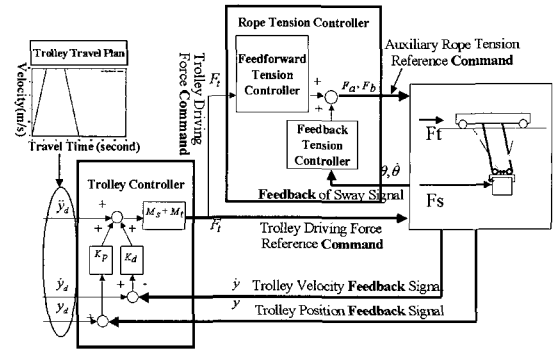 Rope Tension Controller
Trolley Travel Plan
Velocity(m/s)
Travel Time (second)
Trolley Driving
Force Command
Ft
Feedforward
Tension
Controller
+
+
Fa, Fb
Auxiliary Rope Tension
Reference Command
Feedback
Tension
Controller
θ, θ̇
Feedback of Sway Signal
Ft
Fs
Trolley Controller
ÿd
+
+
+
Ms + Mt
Ft
Trolley Driving Force
Reference Command
Kp
Kd
ẏd
+
-
ẏ
Trolley Velocity Feedback Signal
yd
+
-
y
Trolley Position Feedback Signal